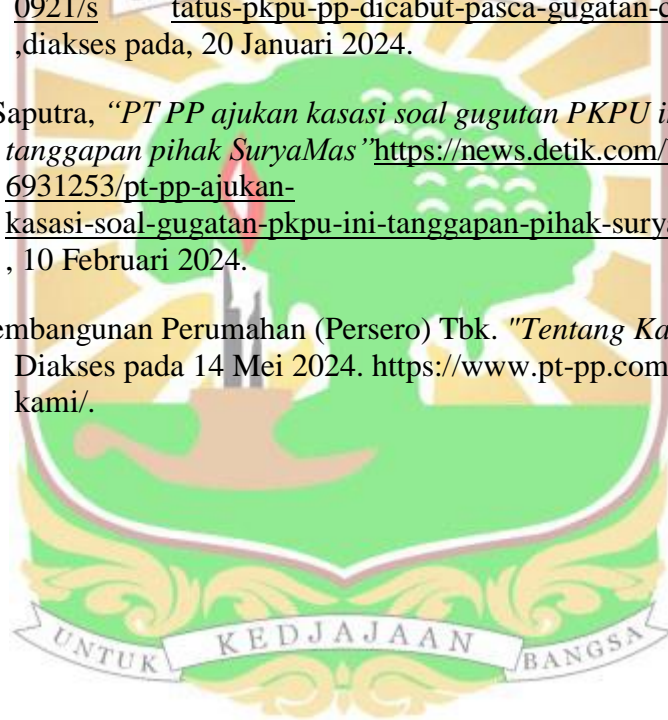 0921/s tatus-pkpu-pp-dicabut-pasca-gugatan-c
,diakses pada, 20 Januari 2024.
Saputra, “PT PP ajukan kasasi soal gugutan PKPU i
tanggapan pihak SuryaMas”https://news.detik.com/
6931253/pt-pp-ajukan-
kasasi-soal-gugatan-pkpu-ini-tanggapan-pihak-surya
, 10 Februari 2024.
embangunan Perumahan (Persero) Tbk. "Tentang Ka
Diakses pada 14 Mei 2024. https://www.pt-pp.com
kami/.
UNTUK KEDJAJAAN BANGSA